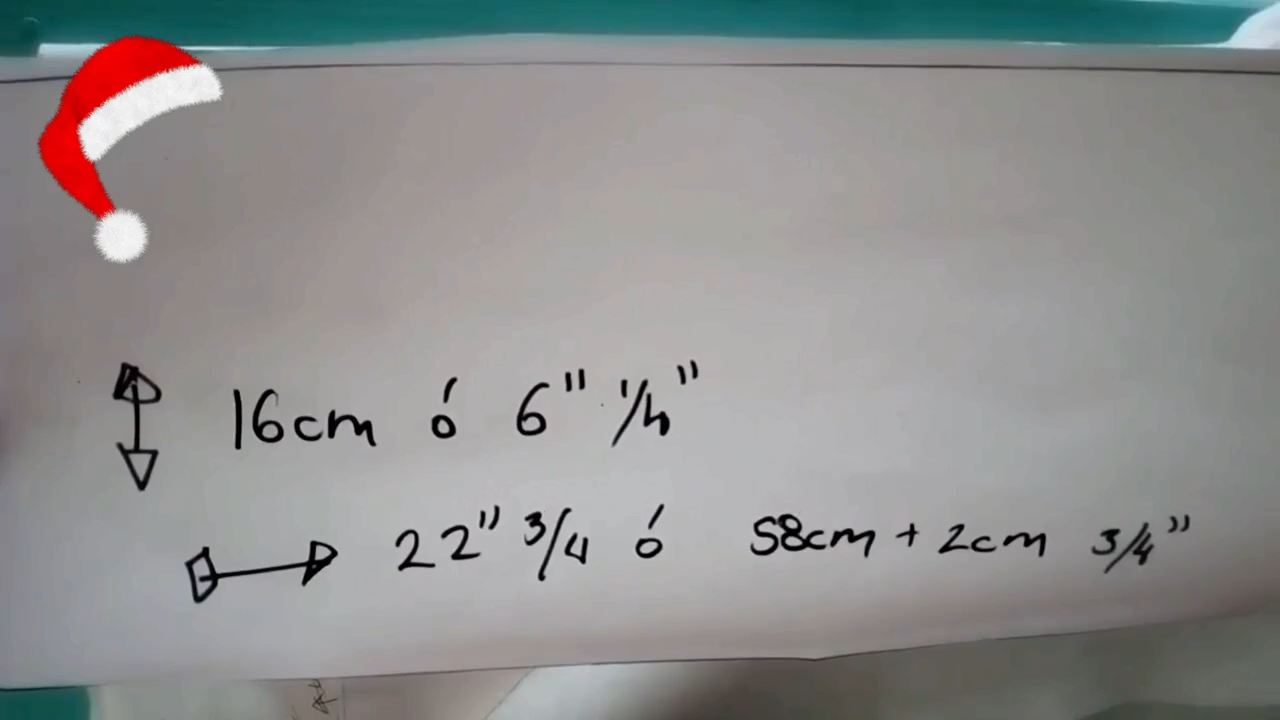 16cm ó 6" 1/4"
22" 3/4 ó 58cm + 2cm 3/4"